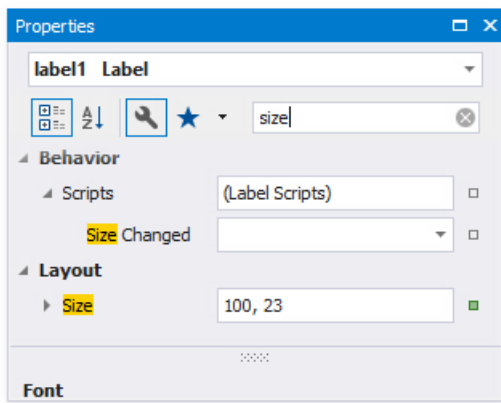 Properties
label1 Label
size
Behavior
Scripts (Label Scripts)
Size Changed
Layout
Size 100, 23
Font